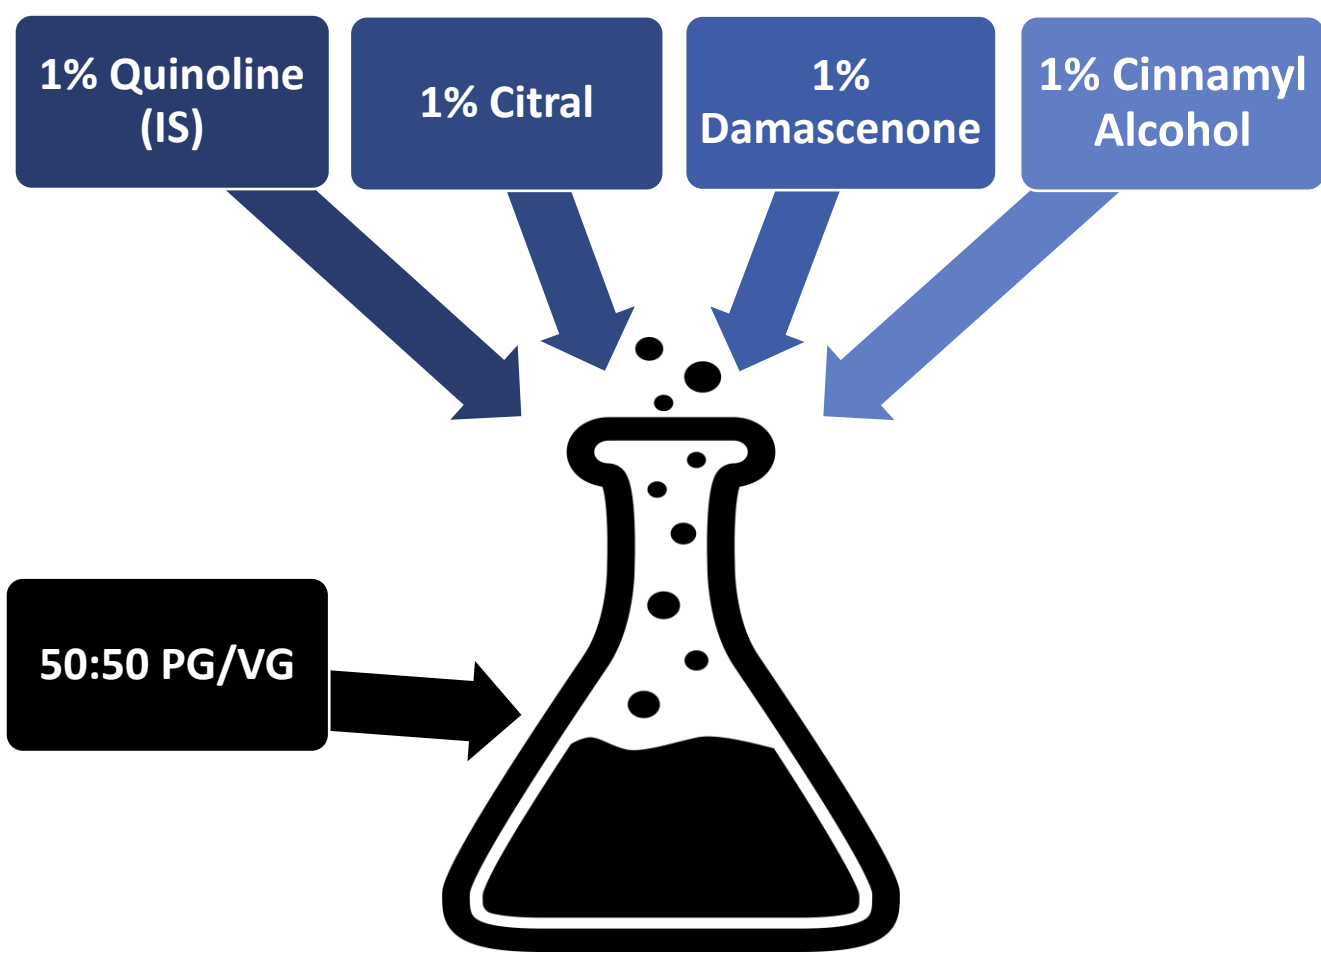 1% Quinoline
(IS)
1% Citral
1%
Damascenone
1% Cinnamyl
Alcohol
50:50 PG/VG